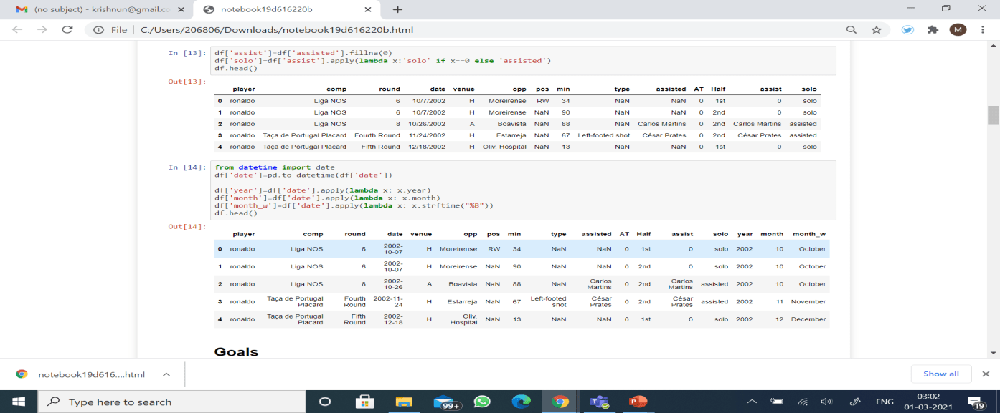 (no subject) - krishnun@gmail.co
notebook19d616220b
File | C:/Users/206806/Downloads/notebook19d616220b.html
M
In [13]: df['assist']=df['assisted'].fillna(0)
df['solo']=df['assist'].apply(lambda x:'solo' if x==0 else 'assisted')
df.head()
Out[13]:
player comp round date venue opp pos min type assisted AT Half assist solo
0 ronaldo Liga NOS 6 10/7/2002 H Moreirense RW 34 NaN NaN 0 1st 0 solo
1 ronaldo Liga NOS 6 10/7/2002 H Moreirense NaN 90 NaN NaN 0 2nd 0 solo
2 ronaldo Liga NOS 8 10/26/2002 A Boavista NaN 88 NaN Carlos Martins 0 2nd Carlos Martins assisted
3 ronaldo Taça de Portugal Placard Fourth Round 11/24/2002 H Estarreja NaN 67 Left-footed shot César Prates 0 2nd César Prates assisted
4 ronaldo Taça de Portugal Placard Fifth Round 12/18/2002 H Oliv. Hospital NaN 13 NaN NaN 0 1st 0 solo
In [14]: from datetime import date
df['date']=pd.to_datetime(df['date'])
df['year']=df['date'].apply(lambda x: x.year)
df['month']=df['date'].apply(lambda x: x.month)
df['month_w']=df['date'].apply(lambda x: x.strftime("%B"))
df.head()
Out[14]:
player comp round date venue opp pos min type assisted AT Half assist solo year month month_w
0 ronaldo Liga NOS 6 2002-10-07 H Moreirense RW 34 NaN NaN 0 1st 0 solo 2002 10 October
1 ronaldo Liga NOS 6 2002-10-07 H Moreirense NaN 90 NaN NaN 0 2nd 0 solo 2002 10 October
2 ronaldo Liga NOS 8 2002-10-26 A Boavista NaN 88 NaN Carlos Martins 0 2nd Carlos Martins assisted 2002 10 October
3 ronaldo Taça de Portugal Placard Fourth Round 2002-11-24 H Estarreja NaN 67 Left-footed shot César Prates 0 2nd César Prates assisted 2002 11 November
4 ronaldo Taça de Portugal Placard Fifth Round 2002-12-18 H Oliv. Hospital NaN 13 NaN NaN 0 1st 0 solo 2002 12 December
Goals
notebook19d616....html
Show all
Type here to search
99+
ENG
03:02
01-03-2021
19